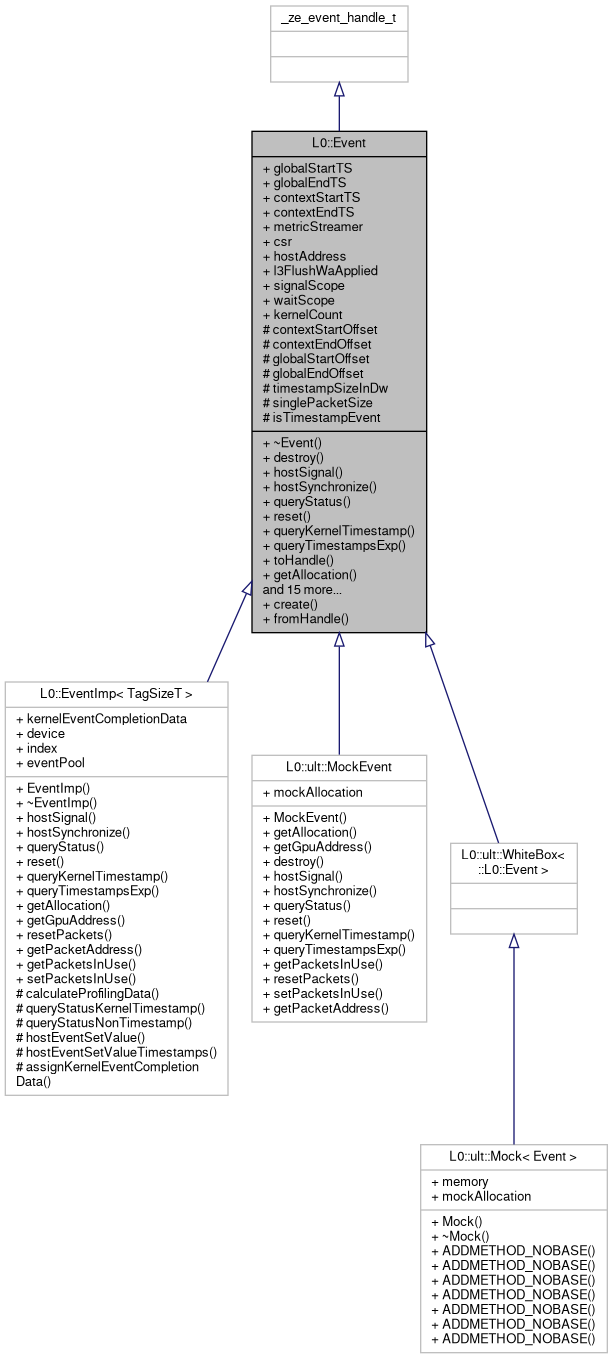 _ze_event_handle_t
L0::Event
+ globalStartTS
+ globalEndTS
+ contextStartTS
+ contextEndTS
+ metricStreamer
+ csr
+ hostAddress
+ l3FlushWaApplied
+ signalScope
+ waitScope
+ kernelCount
# contextStartOffset
# contextEndOffset
# globalStartOffset
# globalEndOffset
# timestampSizeInDw
# singlePacketSize
# isTimestampEvent
+ ~Event()
+ destroy()
+ hostSignal()
+ hostSynchronize()
+ queryStatus()
+ reset()
+ queryKernelTimestamp()
+ queryTimestampsExp()
+ toHandle()
+ getAllocation()
and 15 more...
+ create()
+ fromHandle()
L0::EventImp< TagSizeT >
+ kernelEventCompletionData
+ device
+ index
+ eventPool
+ EventImp()
+ ~EventImp()
+ hostSignal()
+ hostSynchronize()
+ queryStatus()
+ reset()
+ queryKernelTimestamp()
+ queryTimestampsExp()
+ getAllocation()
+ getGpuAddress()
+ resetPackets()
+ getPacketAddress()
+ getPacketsInUse()
+ setPacketsInUse()
# calculateProfilingData()
# queryStatusKernelTimestamp()
# queryStatusNonTimestamp()
# hostEventSetValue()
# hostEventSetValueTimestamps()
# assignKernelEventCompletion
Data()
L0::ult::MockEvent
+ mockAllocation
+ MockEvent()
+ getAllocation()
+ getGpuAddress()
+ destroy()
+ hostSignal()
+ hostSynchronize()
+ queryStatus()
+ reset()
+ queryKernelTimestamp()
+ queryTimestampsExp()
+ getPacketsInUse()
+ resetPackets()
+ setPacketsInUse()
+ getPacketAddress()
L0::ult::WhiteBox<
::L0::Event >
L0::ult::Mock< Event >
+ memory
+ mockAllocation
+ Mock()
+ ~Mock()
+ ADDMETHOD_NOBASE()
+ ADDMETHOD_NOBASE()
+ ADDMETHOD_NOBASE()
+ ADDMETHOD_NOBASE()
+ ADDMETHOD_NOBASE()
+ ADDMETHOD_NOBASE()
+ ADDMETHOD_NOBASE()